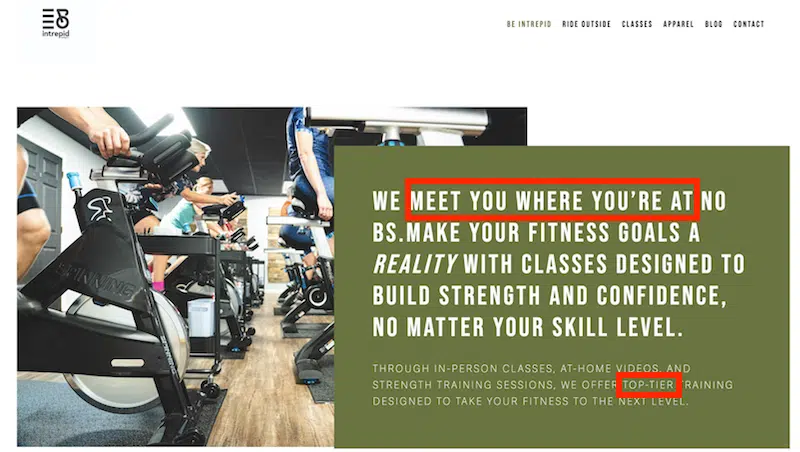 intrepid
BE INTREPID RIDE OUTSIDE CLASSES APPAREL BLOG CONTACT
SPINNING
WE MEET YOU WHERE YOU'RE AT NO
BS.MAKE YOUR FITNESS GOALS A
REALITY WITH CLASSES DESIGNED TO
BUILD STRENGTH AND CONFIDENCE,
NO MATTER YOUR SKILL LEVEL.
THROUGH IN-PERSON CLASSES, AT-HOME VIDEOS, AND
STRENGTH TRAINING SESSIONS, WE OFFER TOP-TIER TRAINING
DESIGNED TO TAKE YOUR FITNESS TO THE NEXT LEVEL.